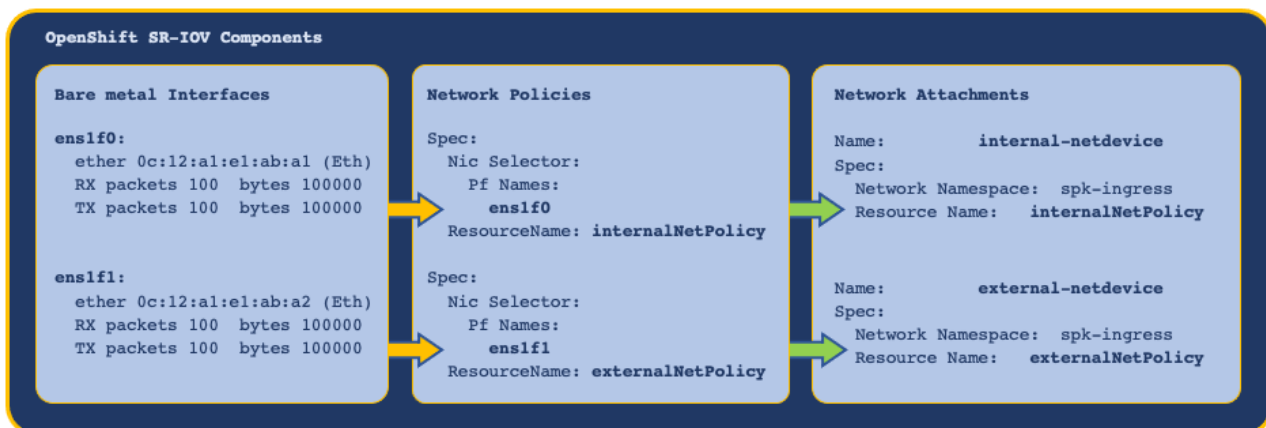 OpenShift SR-IOV Components
Bare metal Interfaces
ens1f0:
ether 0c:12:a1:e1:ab:a1 (Eth)
RX packets 100 bytes 100000
TX packets 100 bytes 100000
ens1f1:
ether 0c:12:a1:e1:ab:a2 (Eth)
RX packets 100 bytes 100000
TX packets 100 bytes 100000
Network Policies
Spec:
Nic Selector:
Pf Names:
ens1f0
ResourceName: internalNetPolicy
Spec:
Nic Selector:
Pf Names:
ens1f1
ResourceName: externalNetPolicy
Network Attachments
Name: internal-netdevice
Spec:
Network Namespace: spk-ingress
Resource Name: internalNetPolicy
Name: external-netdevice
Spec:
Network Namespace: spk-ingress
Resource Name: externalNetPolicy